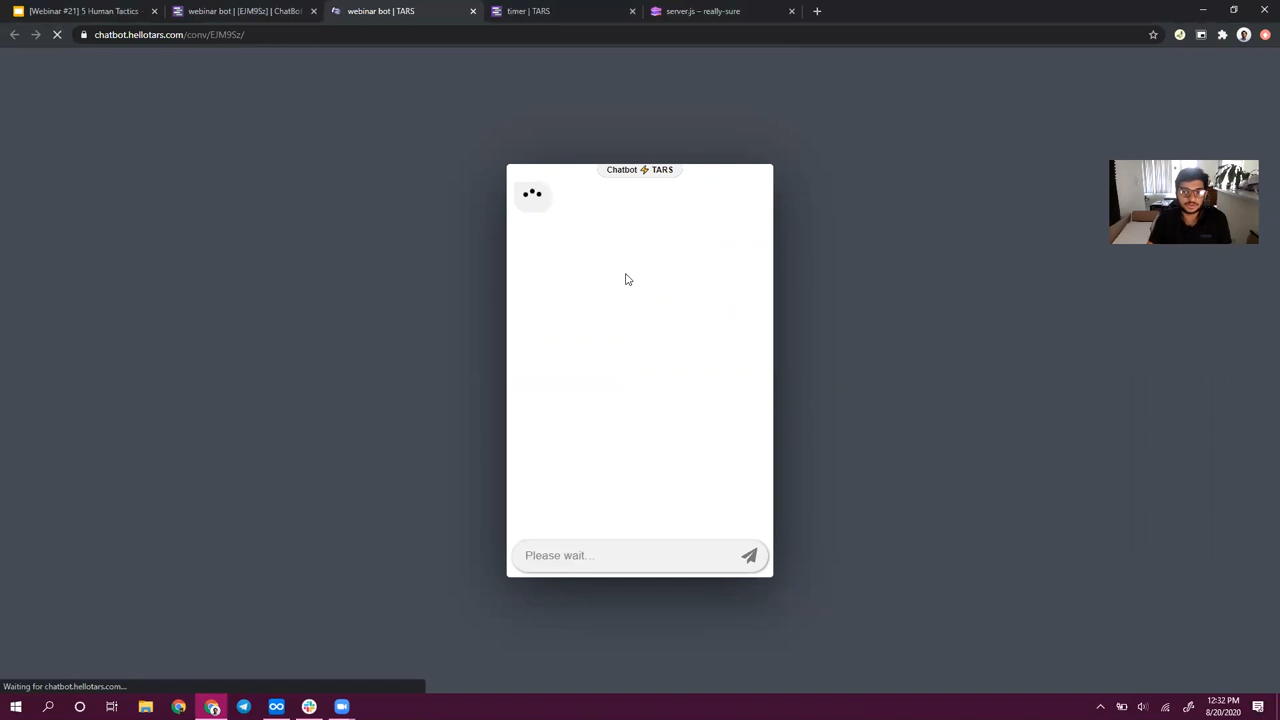 [Webinar #21] 5 Human Tactics
webinar bot | [EJM9Sz] | ChatBot
webinar bot | TARS
timer | TARS
server.js – really-sure
chatbot.hellotars.com/conv/EJM9Sz/
Chatbot ⚡ TARS
Please wait...
Waiting for chatbot.hellotars.com...
12:32 PM
8/20/2020